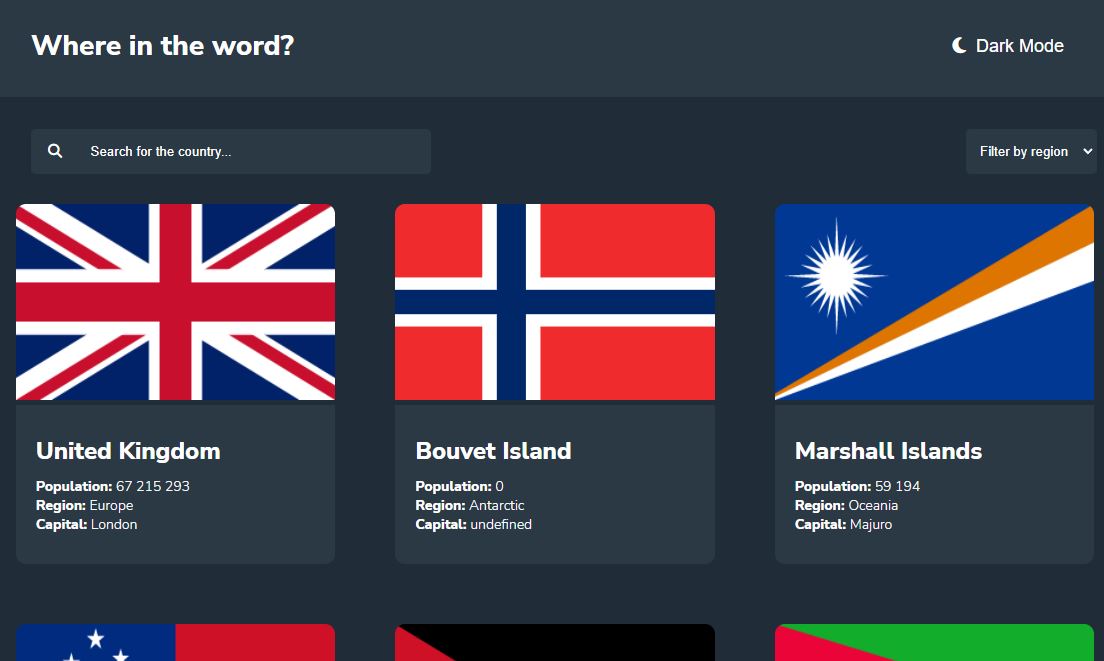 Where in the word?
Dark Mode
Search for the country...
Filter by region
United Kingdom
Population: 67 215 293
Region: Europe
Capital: London
Bouvet Island
Population: 0
Region: Antarctic
Capital: undefined
Marshall Islands
Population: 59 194
Region: Oceania
Capital: Majuro